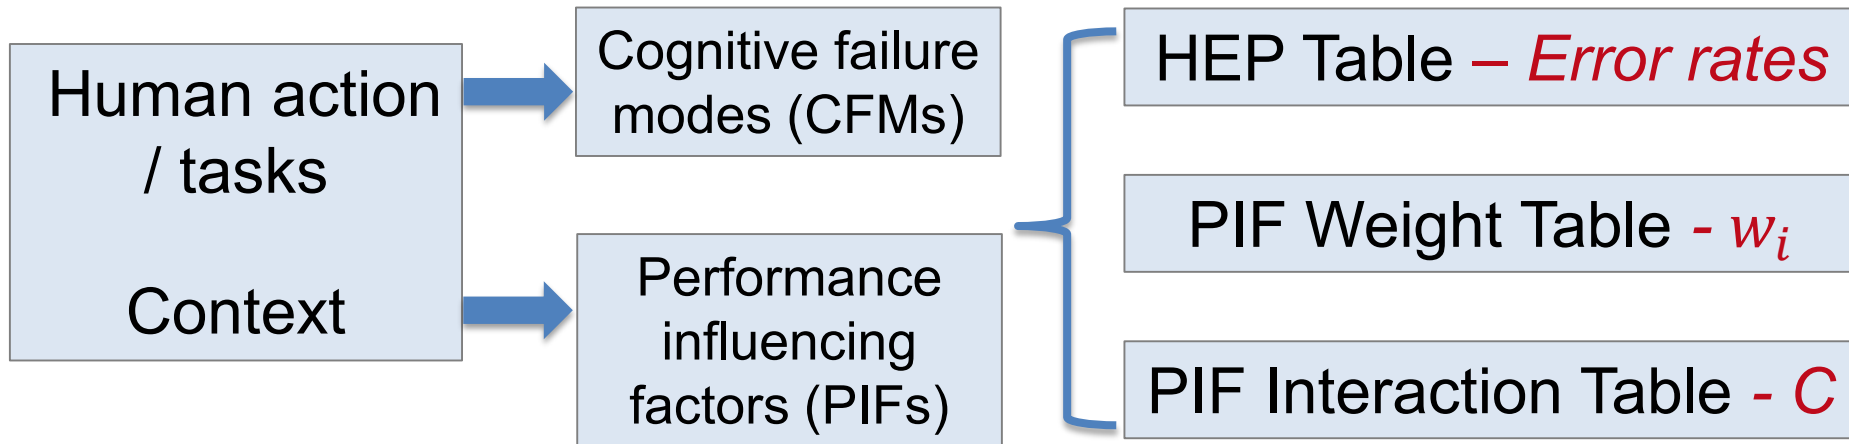 Human action
/ tasks
Context
Cognitive failure
modes (CFMs)
Performance
influencing
factors (PIFs)
HEP Table – Error rates
PIF Weight Table - wᵢ
PIF Interaction Table - C